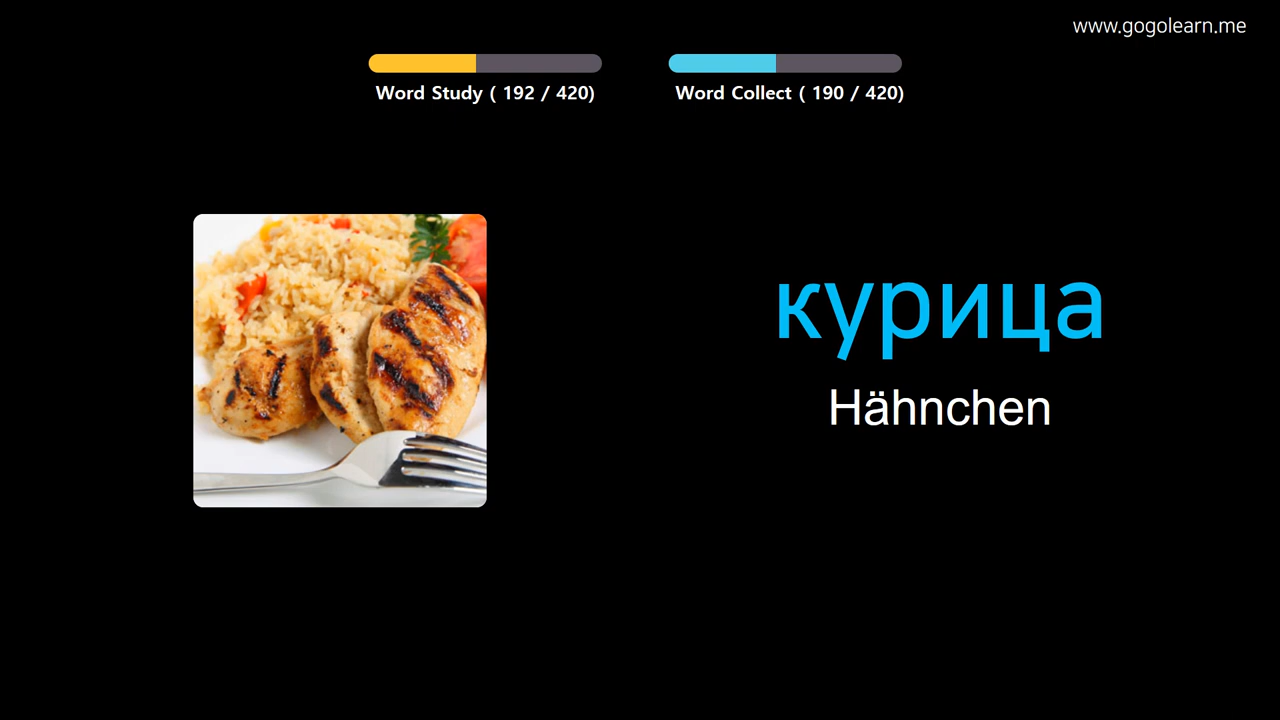 www.gogolearn.me
Word Study ( 192 / 420)
Word Collect ( 190 / 420)
курица
Hähnchen